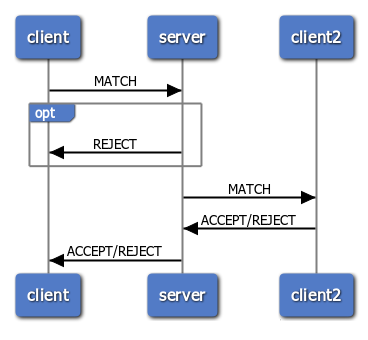 client server client2
MATCH
opt
REJECT
MATCH
ACCEPT/REJECT
ACCEPT/REJECT
client server client2